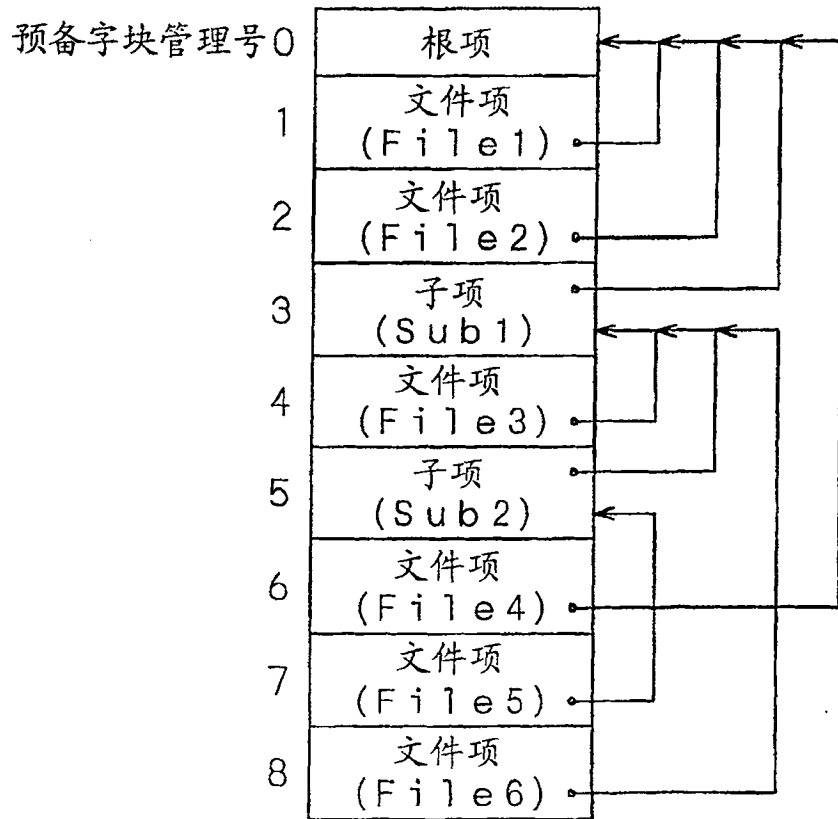 预备字块管理号0
根项
1
文件项
(File1)
2
文件项
(File2)
3
子项
(Sub1)
4
文件项
(File3)
5
子项
(Sub2)
6
文件项
(File4)
7
文件项
(File5)
8
文件项
(File6)